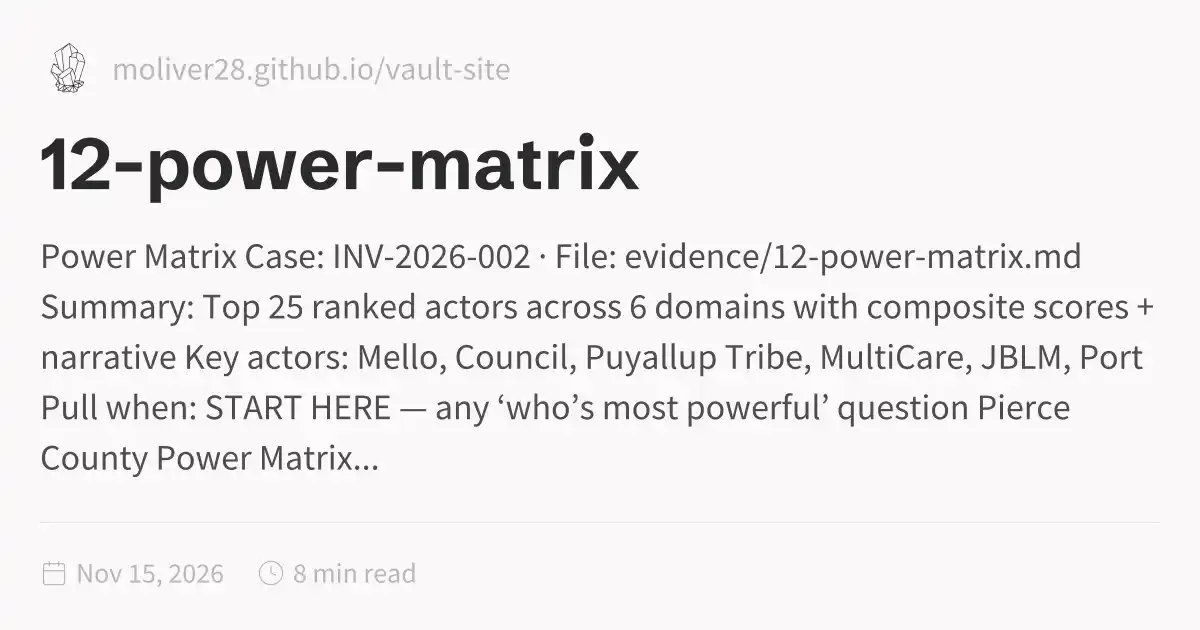 moliver28.github.io/vault-site
12-power-matrix
Power Matrix Case: INV-2026-002 · File: evidence/12-power-matrix.md
Summary: Top 25 ranked actors across 6 domains with composite scores +
narrative Key actors: Mello, Council, Puyallup Tribe, MultiCare, JBLM, Port
Pull when: START HERE — any ‘who’s most powerful’ question Pierce
County Power Matrix...
Nov 15, 2026 8 min read